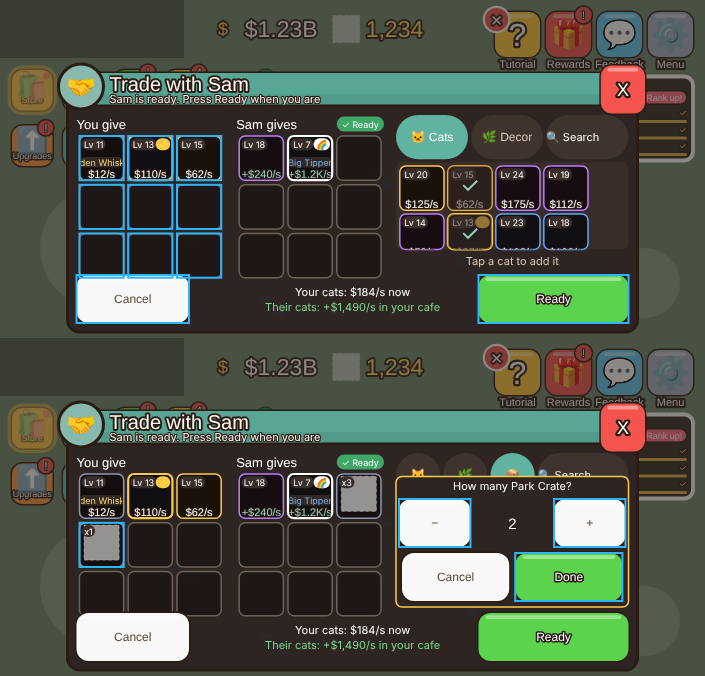 $ $1.23B 1,234
? ! 
Store Tutorial Rewards Feedback Menu
Trade with Sam
Sam is ready. Press Ready when you are
X
Rank up!
Upgrades
You give
Sam gives
✓ Ready
Cats Decor Search
Lv 11 Lv 13 Lv 15
den Whisk
$12/s $110/s $62/s
Lv 18 Lv 7
Big Tipper
+$240/s +$1.2K/s
Lv 20 Lv 15 Lv 24 Lv 19
$125/s $62/s $175/s $112/s
Lv 14 Lv 13 Lv 23 Lv 18
Tap a cat to add it
Cancel
Your cats: $184/s now
Their cats: +$1,490/s in your cafe
Ready
$ $1.23B 1,234
? !
Store Tutorial Rewards Feedback Menu
Trade with Sam
Sam is ready. Press Ready when you are
X
Rank up!
Upgrades
You give
Sam gives
✓ Ready
Search
Lv 11 Lv 13 Lv 15
den Whisk
$12/s $110/s $62/s
x1
Lv 18 Lv 7 x3
Big Tipper
+$240/s +$1.2K/s
How many Park Crate?
− 2 +
Cancel Done
Cancel
Your cats: $184/s now
Their cats: +$1,490/s in your cafe
Ready